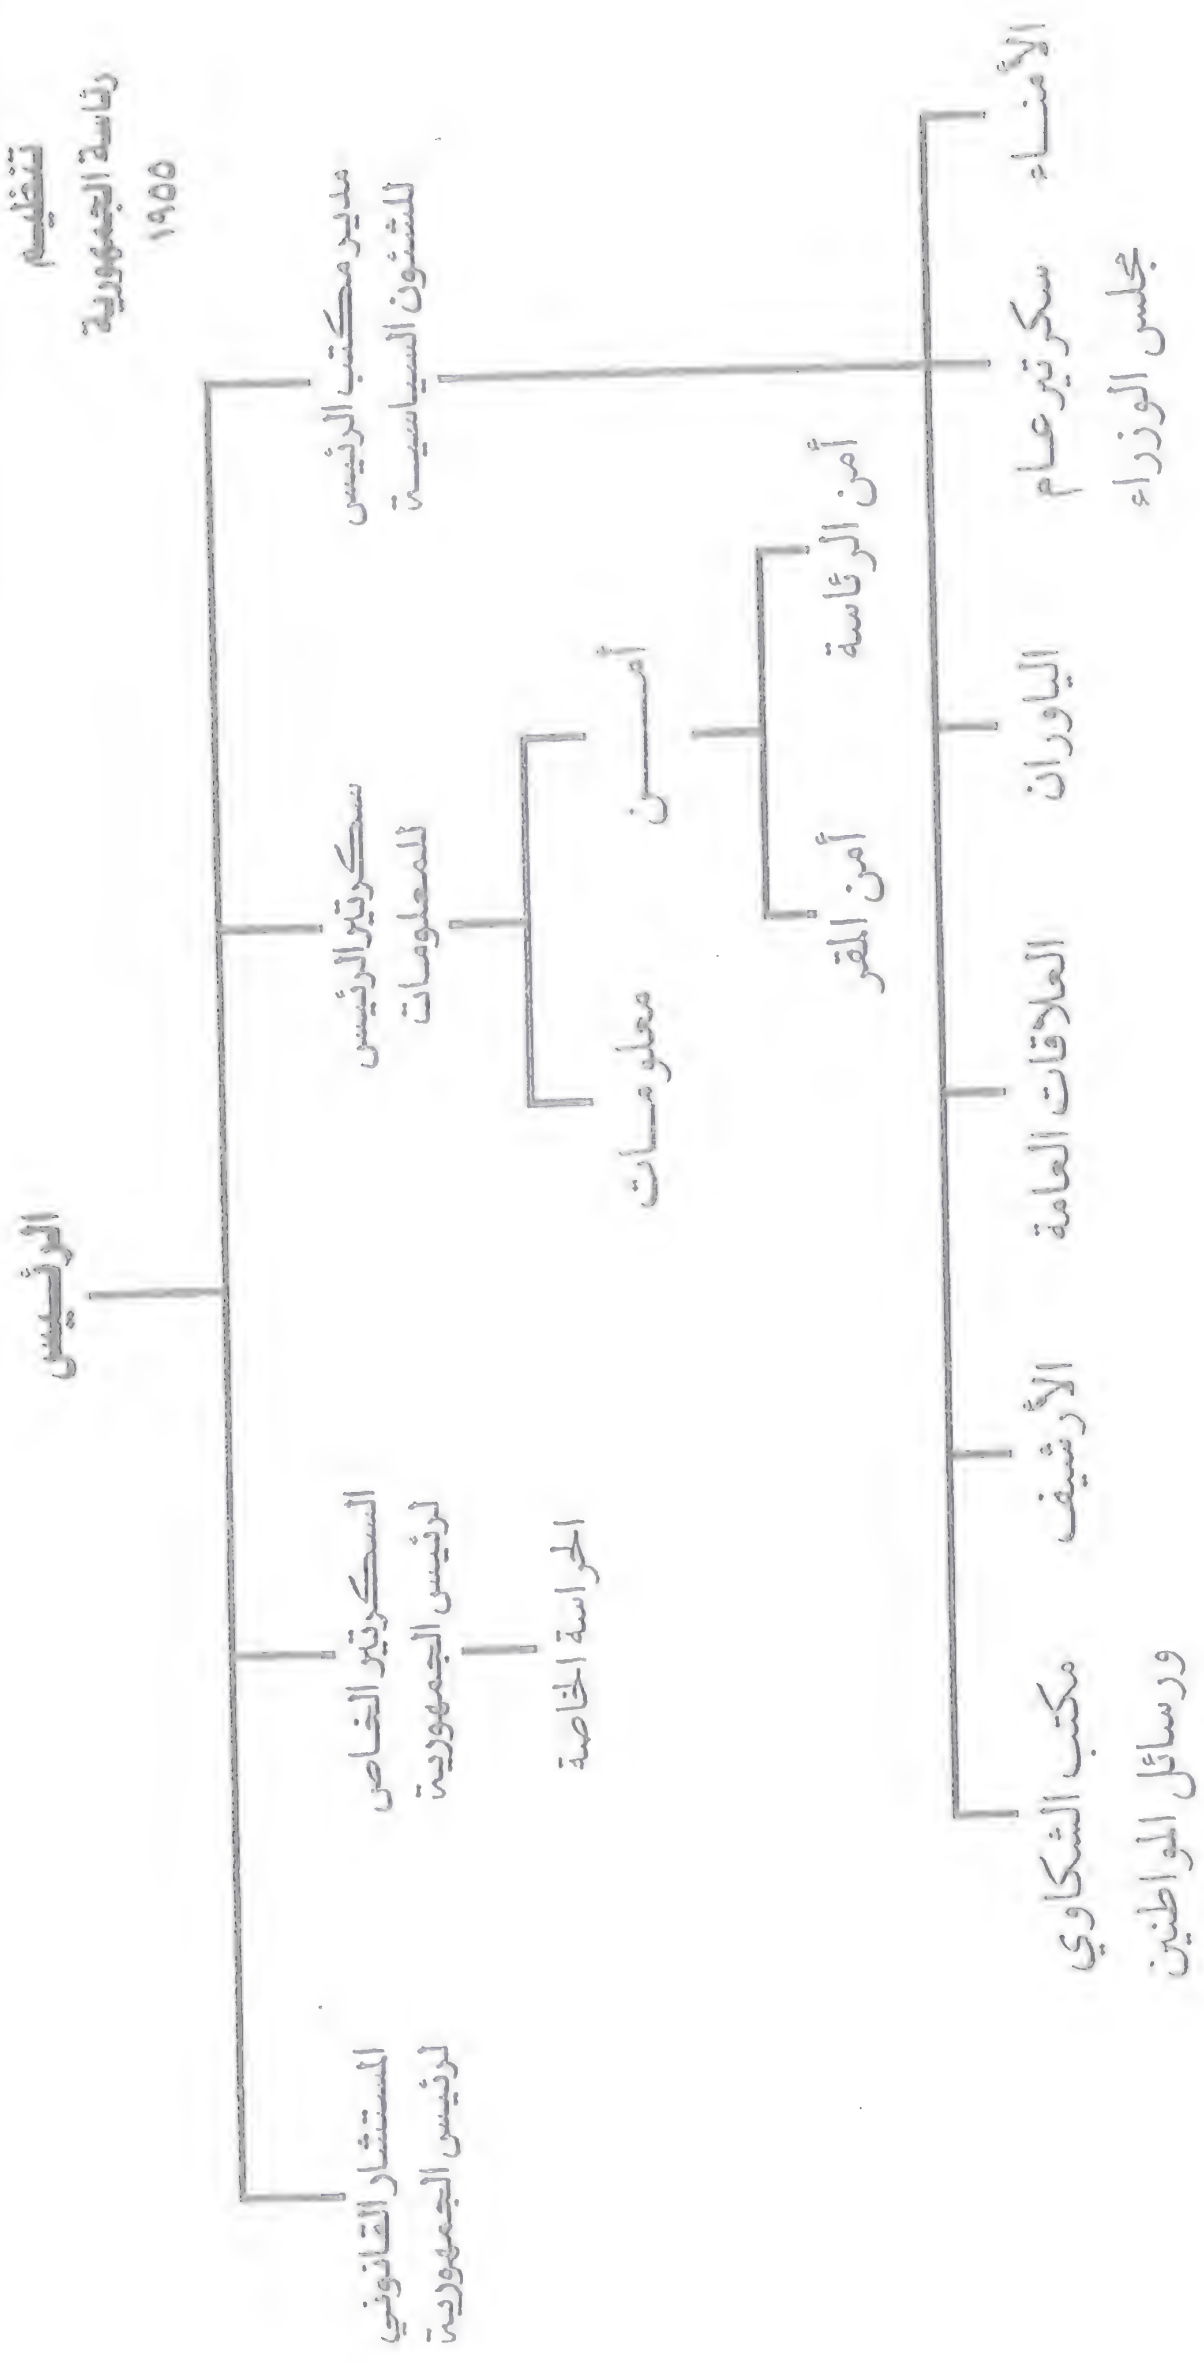 تنظيم
رئاسة الجمهورية
١٩٥٥
الرئيس
مدير مكتب الرئيس
للشئون السياسية
سكرتير الرئيس
للمعلومات
السكرتير الخاص
لرئيس الجمهورية
المستشار القانوني
لرئيس الجمهورية
أمن
معلومات
الحراسة الخاصة
أمن الرئاسة
أمن المقر
الأمناء
سكرتير عام
مجلس الوزراء
الياوران
العلاقات العامة
الأرشيف
مكتب الشكاوي
ورسائل المواطنين